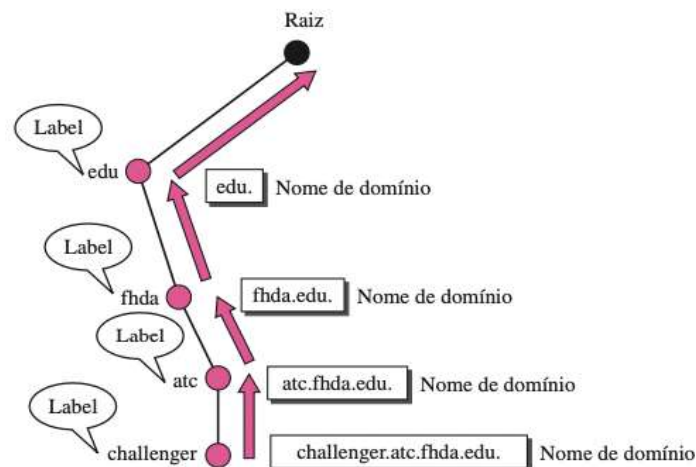 Raiz
Label
edu
edu. Nome de domínio
Label
fhda
fhda.edu. Nome de domínio
Label
atc
atc.fhda.edu. Nome de domínio
Label
challenger
challenger.atc.fhda.edu. Nome de domínio